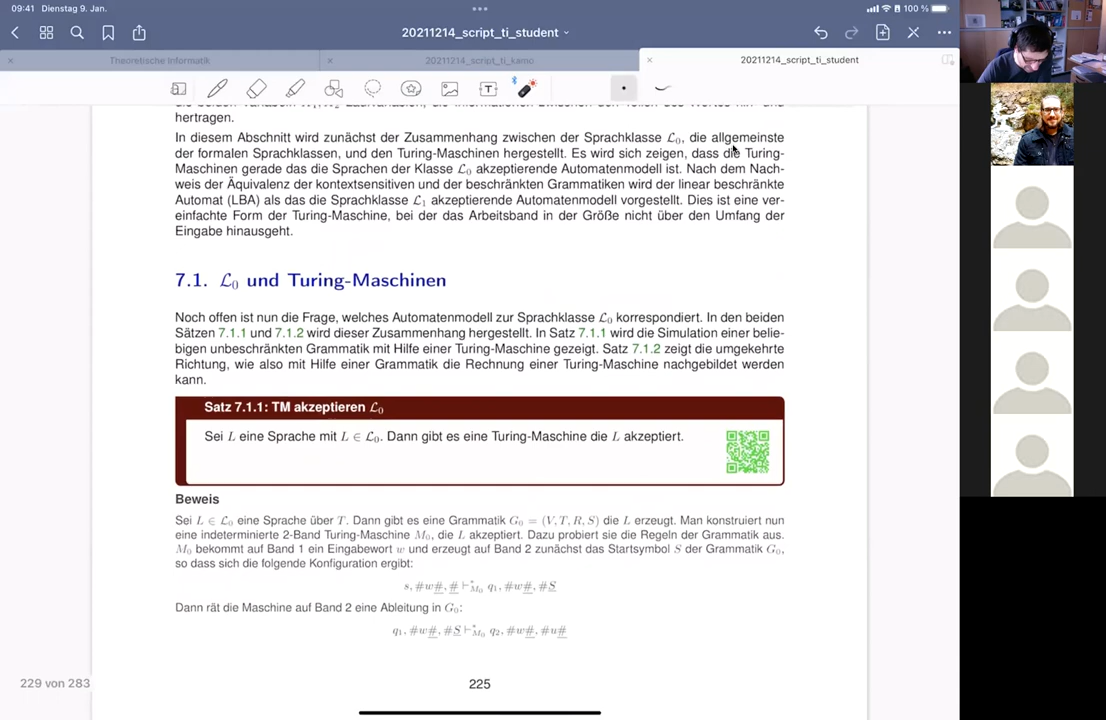 09:41 Dienstag 9. Jan.
100 %
20211214_script_ti_student
Theoretische Informatik
20211214_script_ti_kamo
20211214_script_ti_student
hertragen.
In diesem Abschnitt wird zunächst der Zusammenhang zwischen der Sprachklasse ℒ₀, die allgemeinste
der formalen Sprachklassen, und den Turing-Maschinen hergestellt. Es wird sich zeigen, dass die Turing-
Maschinen gerade das die Sprachen der Klasse ℒ₀ akzeptierende Automatenmodell ist. Nach dem Nach-
weis der Äquivalenz der kontextsensitiven und der beschränkten Grammatiken wird der linear beschränkte
Automat (LBA) als das die Sprachklasse ℒ₁ akzeptierende Automatenmodell vorgestellt. Dies ist eine ver-
einfachte Form der Turing-Maschine, bei der das Arbeitsband in der Größe nicht über den Umfang der
Eingabe hinausgeht.
7.1. ℒ₀ und Turing-Maschinen
Noch offen ist nun die Frage, welches Automatenmodell zur Sprachklasse ℒ₀ korrespondiert. In den beiden
Sätzen 7.1.1 und 7.1.2 wird dieser Zusammenhang hergestellt. In Satz 7.1.1 wird die Simulation einer belie-
bigen unbeschränkten Grammatik mit Hilfe einer Turing-Maschine gezeigt. Satz 7.1.2 zeigt die umgekehrte
Richtung, wie also mit Hilfe einer Grammatik die Rechnung einer Turing-Maschine nachgebildet werden
kann.
Satz 7.1.1: TM akzeptieren ℒ₀
Sei L eine Sprache mit L ∈ ℒ₀. Dann gibt es eine Turing-Maschine die L akzeptiert.
Beweis
Sei L ∈ ℒ₀ eine Sprache über T. Dann gibt es eine Grammatik G₀ = (V, T, R, S) die L erzeugt. Man konstruiert nun
eine indeterminierte 2-Band Turing-Maschine M₀, die L akzeptiert. Dazu probiert sie die Regeln der Grammatik aus.
M₀ bekommt auf Band 1 ein Eingabewort w und erzeugt auf Band 2 zunächst das Startsymbol S der Grammatik G₀,
so dass sich die folgende Konfiguration ergibt:
s, #w#, # ⊢*M₀ q₁, #w#, #S
Dann rät die Maschine auf Band 2 eine Ableitung in G₀:
q₁, #w#, #S ⊢*M₀ q₂, #w#, #u#
229 von 283
225